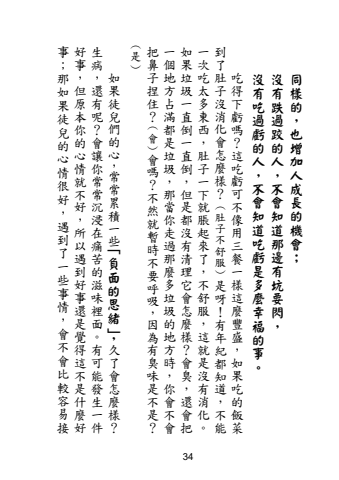 同樣的，也增加人成長的機會；
沒有跌過跤的人，不會知道那邊有坑要閃，
沒有吃過虧的人，不會知道吃虧是多麼幸福的事。
吃得下虧嗎？這吃虧可不像用三餐一樣這麼豐盛，如果吃的飯菜
到了肚子沒消化會怎麼樣？（肚子不舒服）是呀！有年紀都知道，不能
一次吃太多東西，肚子一下就脹起來了，不舒服，這就是沒有消化。
如果垃圾一直倒一直倒，但是都沒有清理它會怎麼樣？會臭，還會把
一個地方占滿都是垃圾，那當你走過那麼多垃圾的地方時，你會不會
把鼻子捏住？（會）會嗎？不然就暫時不要呼吸，因為有臭味是不是？
（是）
如果徒兒們的心，常常累積一些「負面的思緒」，久了會怎麼樣？
生病，還有呢？會讓你常常沉浸在痛苦的滋味裡面。有可能發生一件
好事，但原本你的心情就不好，所以遇到好事還是覺得這不是什麼好
事；那如果徒兒的心情很好，遇到了一些事情，會不會比較容易接
34